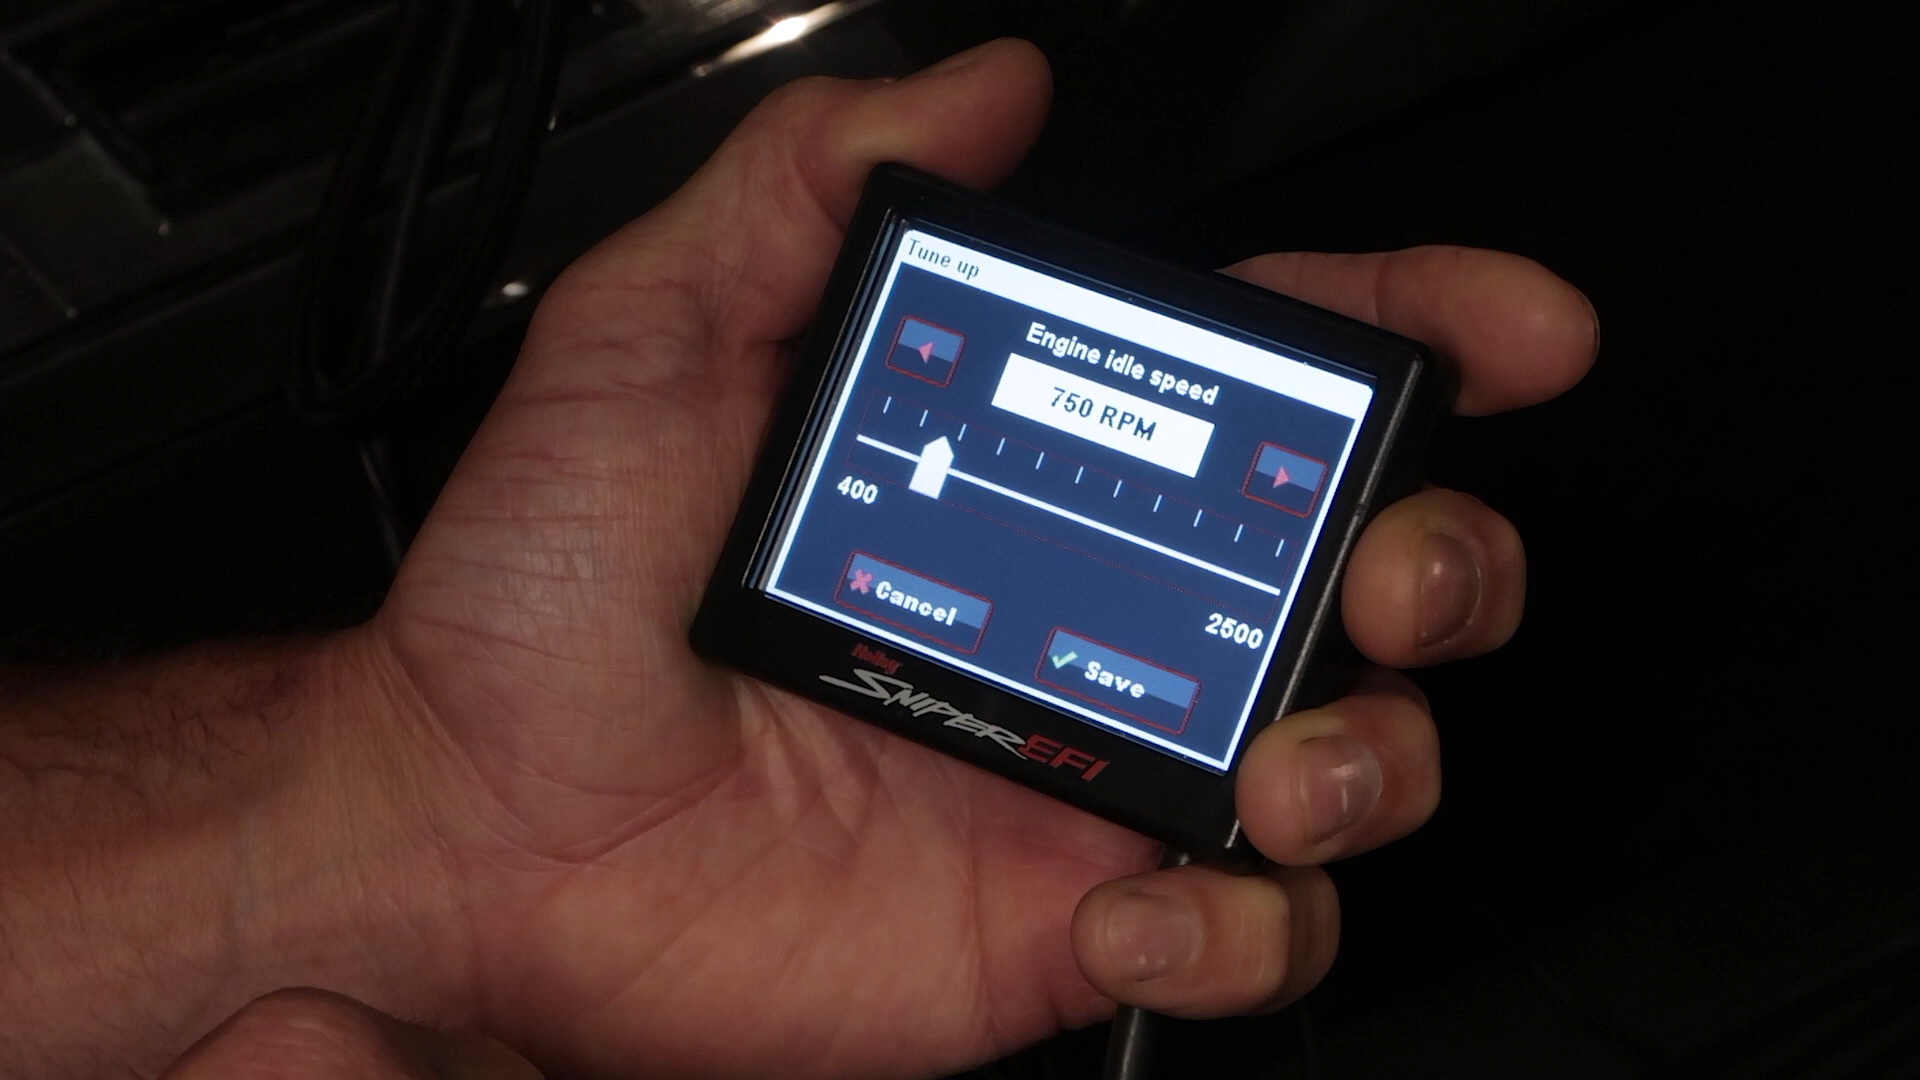 Tune up
Engine idle speed
750 RPM
400
2500
Cancel
Save
Holley
SNIPER EFI